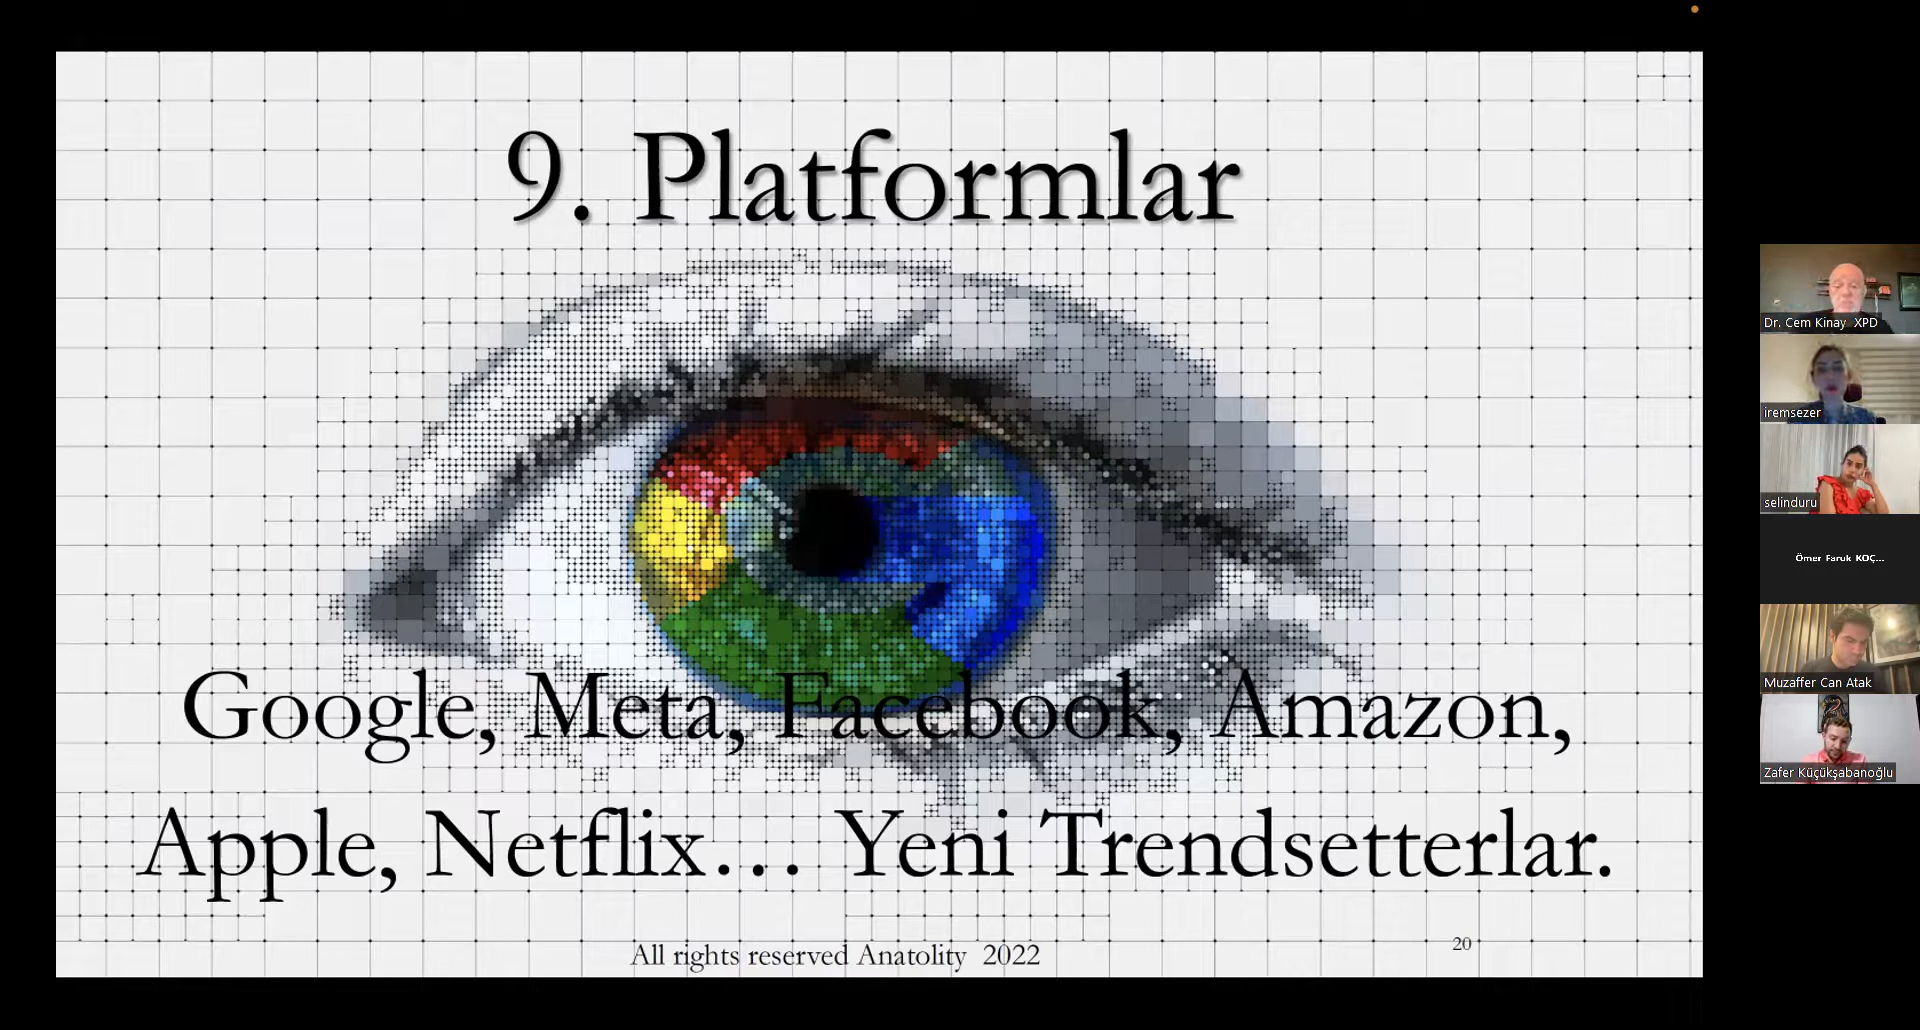 9. Platformlar
Google, Meta, Facebook, Amazon,
Apple, Netflix… Yeni Trendsetterlar.
All rights reserved Anatolity 2022
20
Dr. Cem Kinay XPD
iremsezer
selinduru
Ömer Faruk KOÇ...
Muzaffer Can Atak
Zafer Küçükşabanoğlu